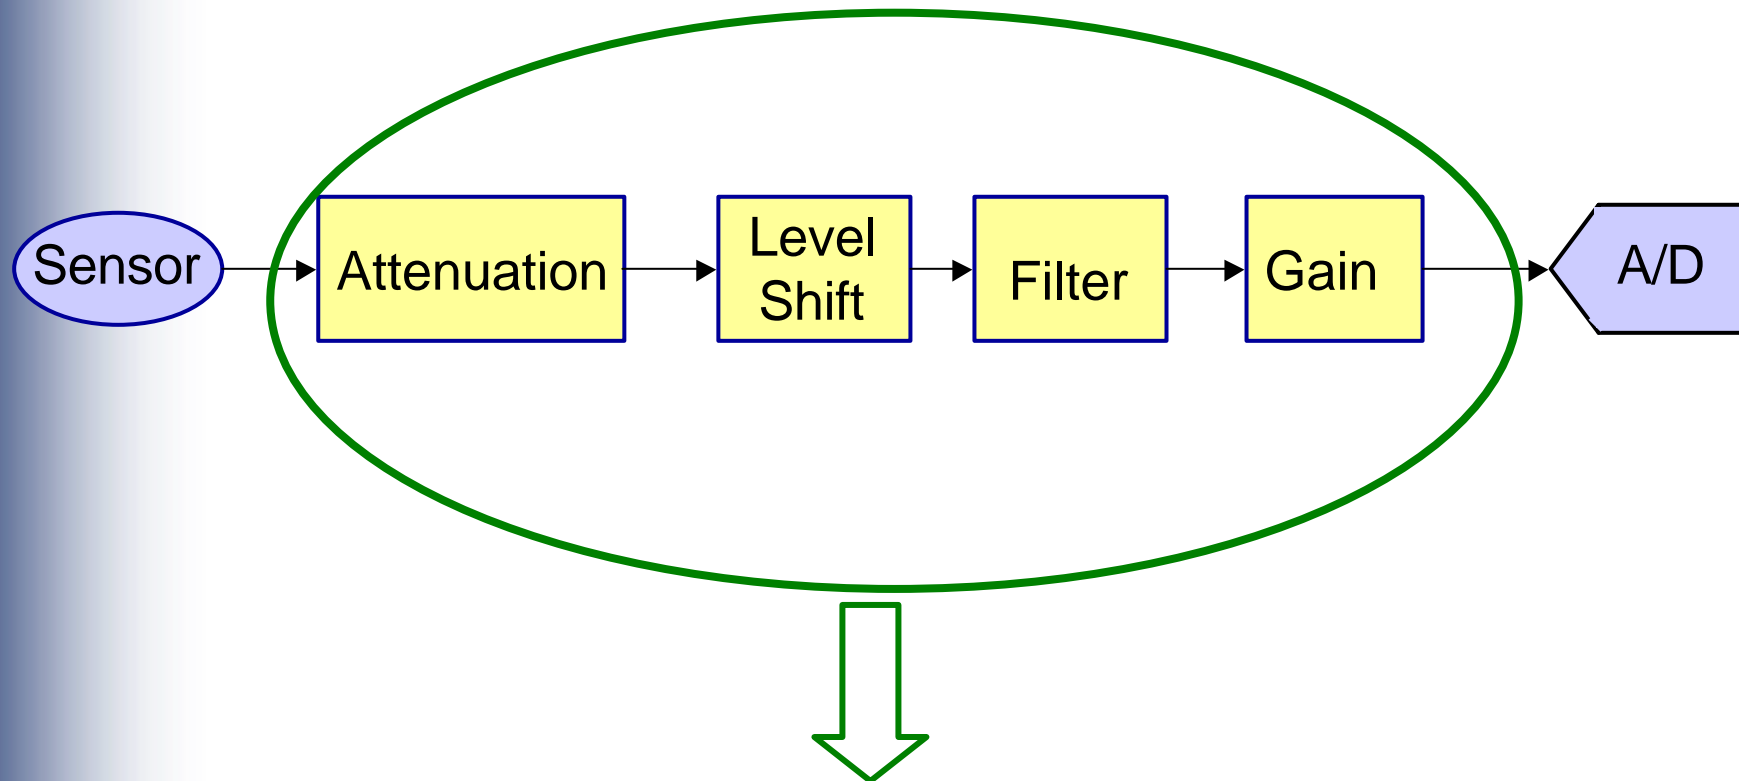 Sensor
Attenuation
Level
Shift
Filter
Gain
A/D